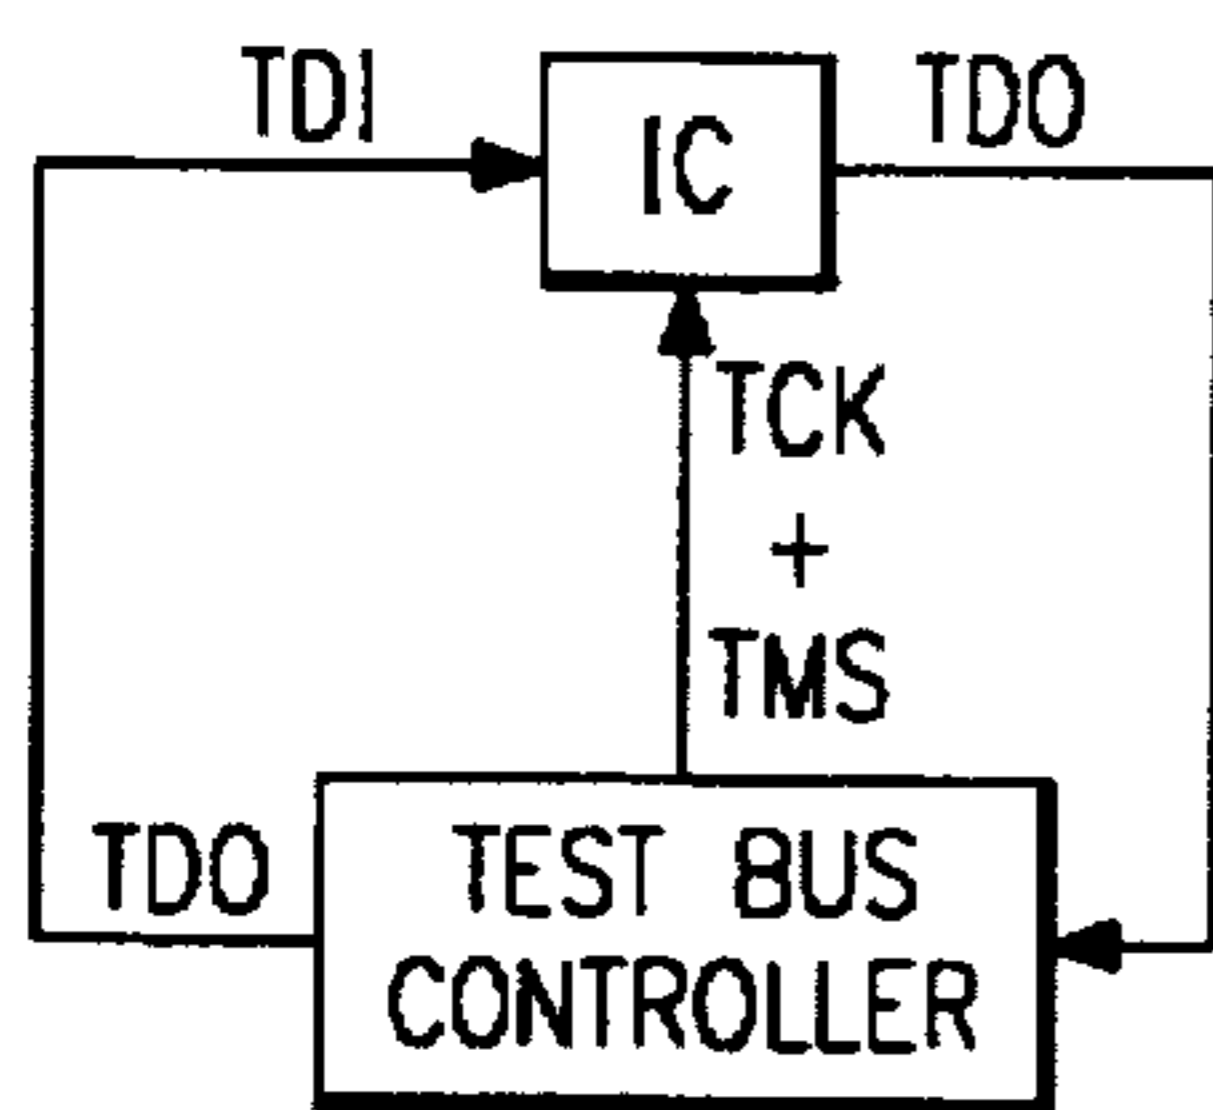 TDI
IC
TDO
TCK
+
TMS
TDO
TEST BUS
CONTROLLER